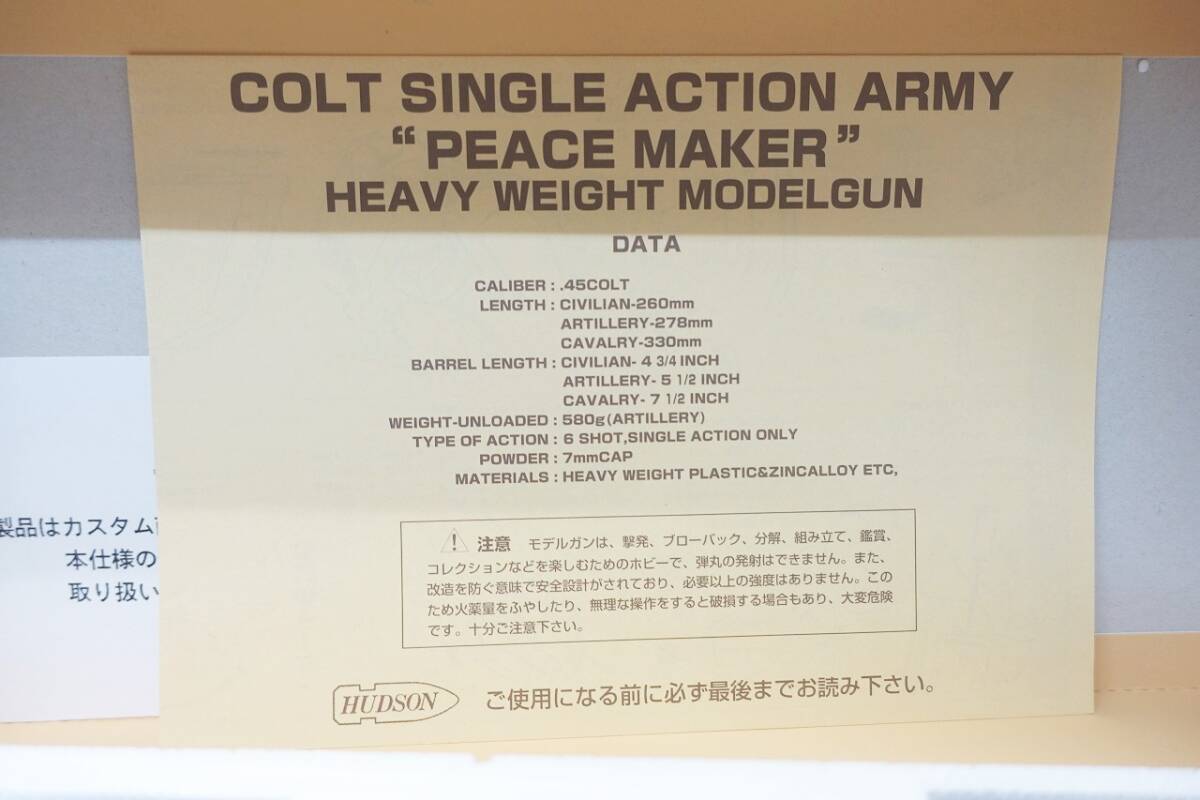 COLT SINGLE ACTION ARMY
“PEACE MAKER”
HEAVY WEIGHT MODELGUN
DATA
CALIBER : .45COLT
LENGTH : CIVILIAN-260mm
ARTILLERY-278mm
CAVALRY-330mm
BARREL LENGTH : CIVILIAN- 4 3/4 INCH
ARTILLERY- 5 1/2 INCH
CAVALRY- 7 1/2 INCH
WEIGHT-UNLOADED : 580g(ARTILLERY)
TYPE OF ACTION : 6 SHOT,SINGLE ACTION ONLY
POWDER : 7mmCAP
MATERIALS : HEAVY WEIGHT PLASTIC&ZINCALLOY ETC,
注意 モデルガンは、撃発、ブローバック、分解、組み立て、鑑賞、
コレクションなどを楽しむためのホビーで、弾丸の発射はできません。また、
改造を防ぐ意味で安全設計がされており、必要以上の強度はありません。この
ため火薬量をふやしたり、無理な操作をすると破損する場合もあり、大変危険
です。十分ご注意下さい。
HUDSON ご使用になる前に必ず最後までお読み下さい。
製品はカスタム
本仕様の
取り扱い